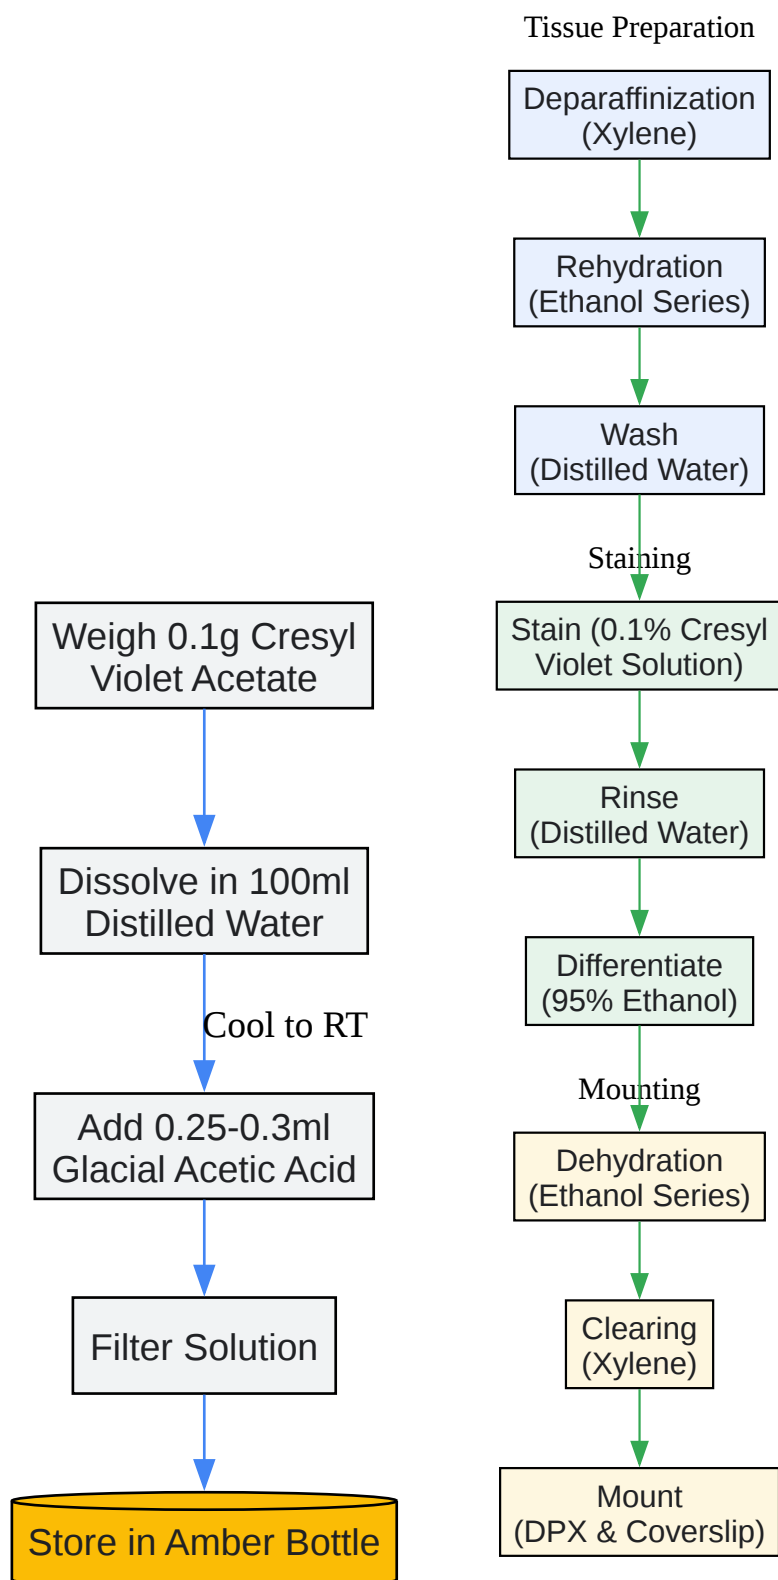 Weigh 0.1g Cresyl
Violet Acetate
Dissolve in 100ml
Distilled Water
Cool to RT
Add 0.25-0.3ml
Glacial Acetic Acid
Filter Solution
Store in Amber Bottle
Tissue Preparation
Deparaffinization
(Xylene)
Rehydration
(Ethanol Series)
Wash
(Distilled Water)
Staining
Stain (0.1% Cresyl
Violet Solution)
Rinse
(Distilled Water)
Differentiate
(95% Ethanol)
Mounting
Dehydration
(Ethanol Series)
Clearing
(Xylene)
Mount
(DPX & Coverslip)